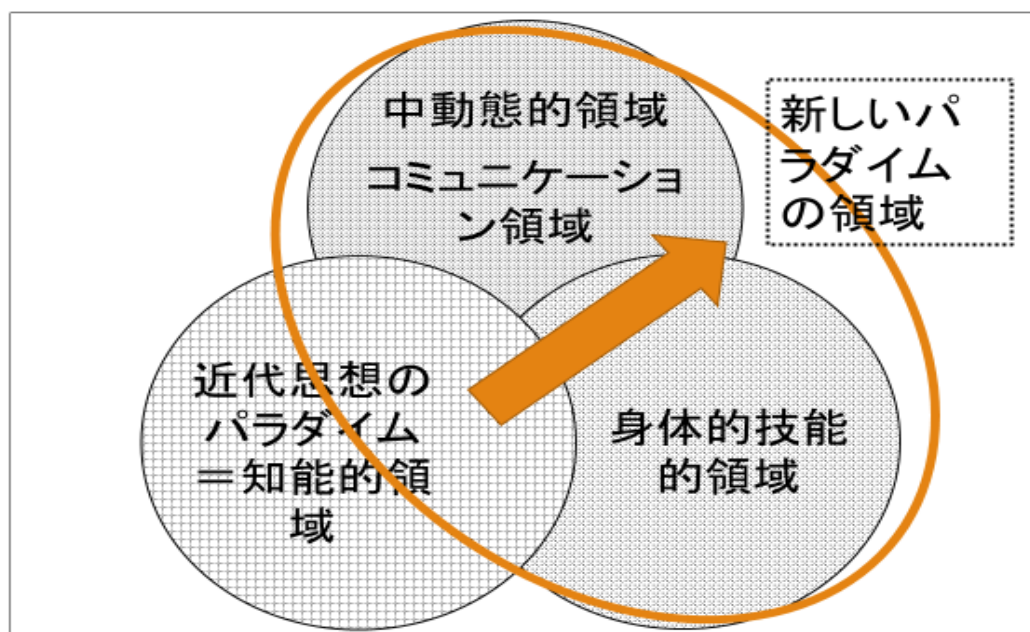 中動態的領域
コミュニケーショ
ン領域
新しいパ
ラダイム
の領域
近代思想の
パラダイム
＝知能的領
域
身体的技能
的領域